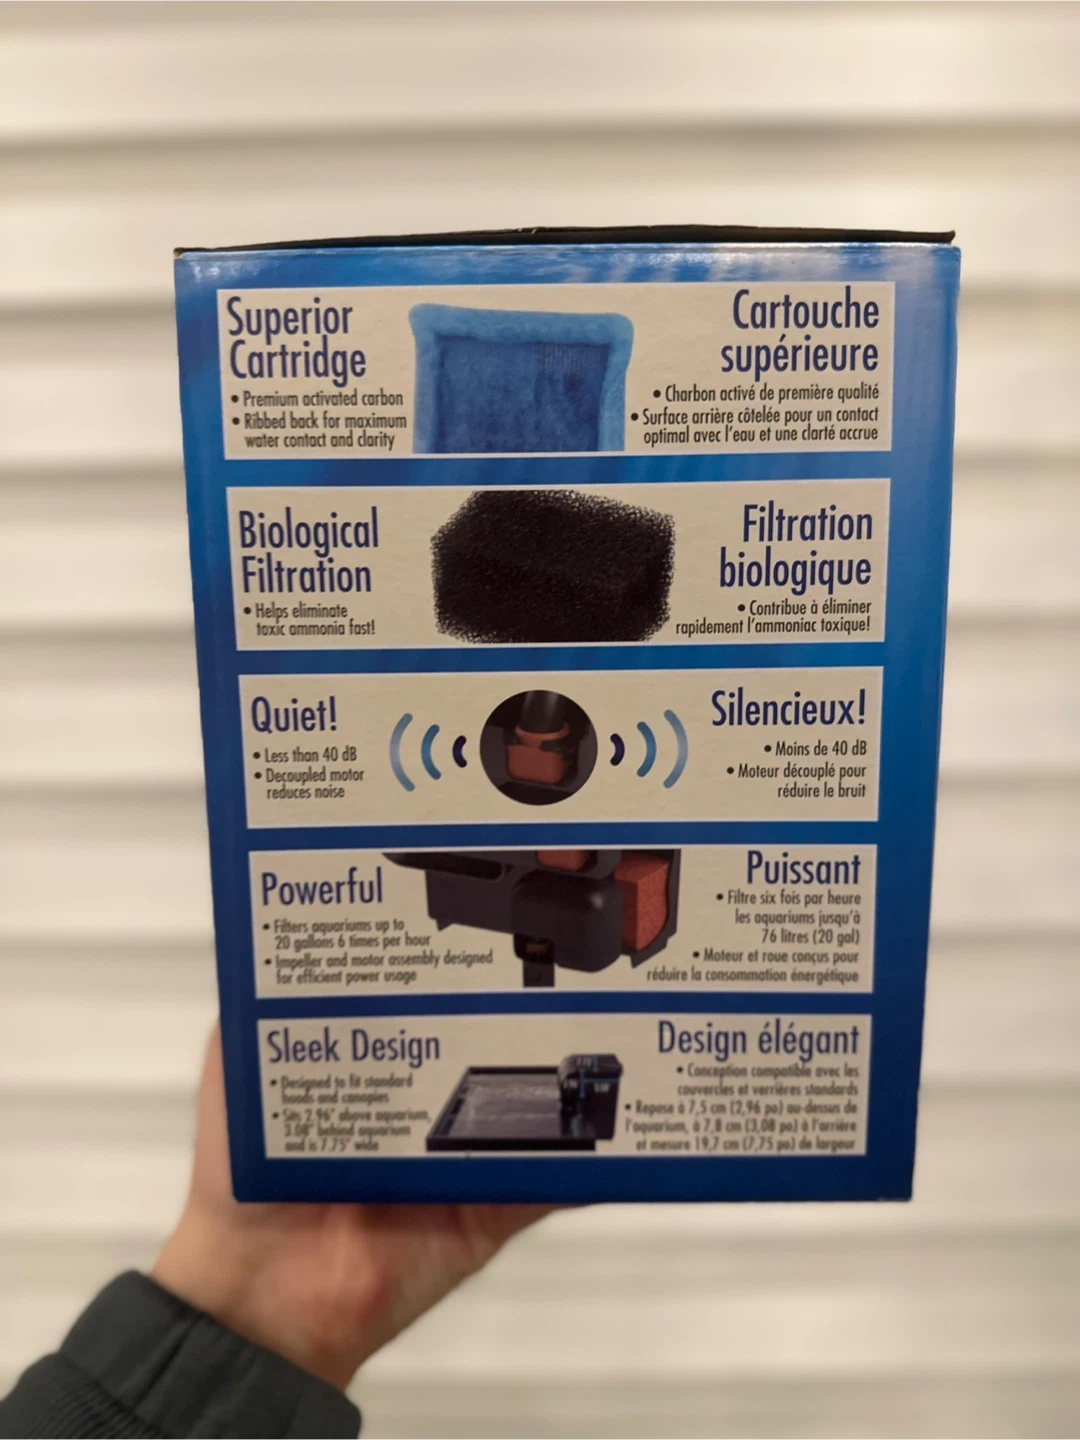 Superior
Cartridge
• Premium activated carbon
• Ribbed back for maximum
water contact and clarity
Cartouche
supérieure
• Charbon activé de première qualité
• Surface arrière côtelée pour un contact
optimal avec l'eau et une clarté accrue
Biological
Filtration
• Helps eliminate
toxic ammonia fast!
Filtration
biologique
• Contribue à éliminer
rapidement l'ammoniac toxique!
Quiet!
• Less than 40 dB
• Decoupled motor
reduces noise
Silencieux!
• Moins de 40 dB
• Moteur découplé pour
réduire le bruit
Powerful
• Filters aquariums up to
20 gallons 6 times per hour
• Impeller and motor assembly designed
for efficient power usage
Puissant
• Filtre six fois par heure
les aquariums jusqu'à
76 litres (20 gal)
• Moteur et roue conçus pour
réduire la consommation énergétique
Sleek Design
• Designed to fit standard
hoods and canopies
• Sits 2.96" above aquarium,
3.08" behind aquarium
and is 7.75" wide
Design élégant
• Conception compatible avec les
couvercles et verrières standards
• Repose à 7,5 cm (2,96 po) au-dessus de
l'aquarium, à 7,8 cm (3,08 po) à l'arrière
et mesure 19,7 cm (7,75 po) de largeur